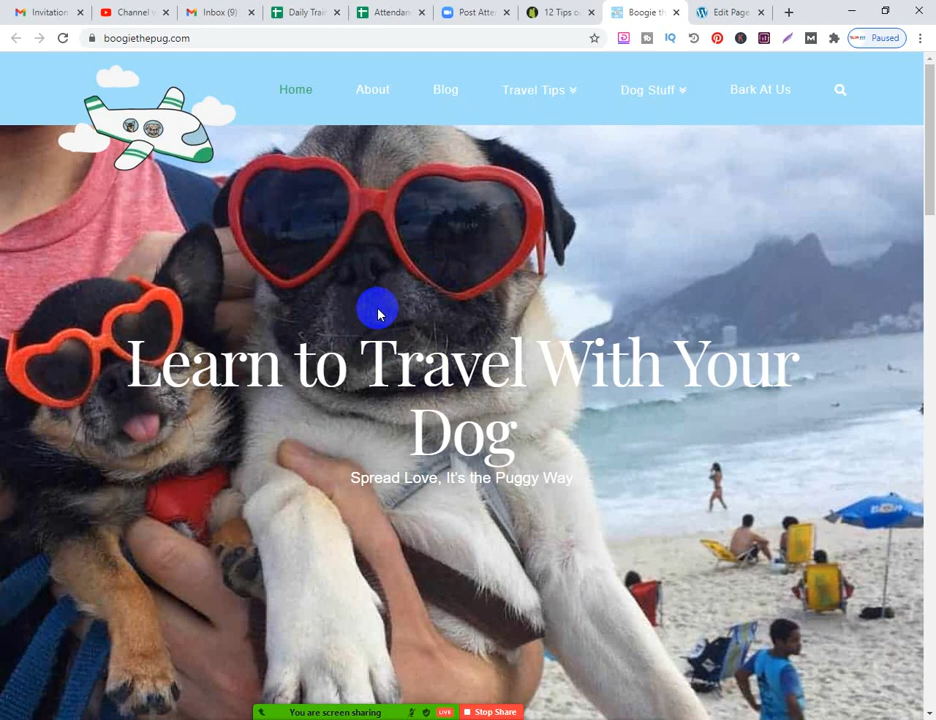 Invitation
Channel
Inbox (9)
Daily Trai
Attendan
Post Atte
12 Tips o
Boogie th
Edit Page
boogiethepug.com
Paused
Home
About
Blog
Travel Tips
Dog Stuff
Bark At Us
Learn to Travel With Your
Dog
Spread Love, It's the Puggy Way
You are screen sharing
LIVE
Stop Share